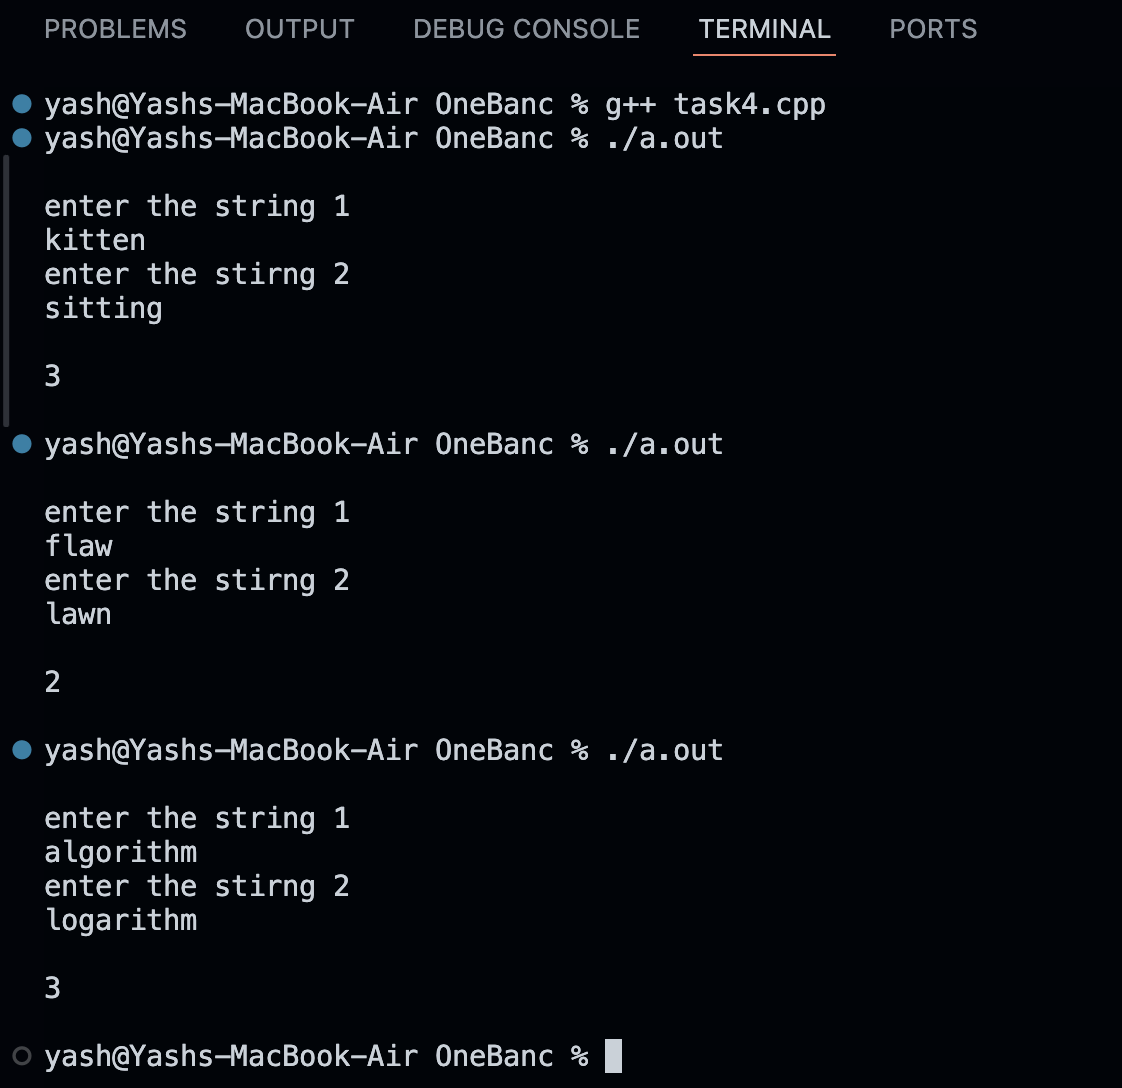 PROBLEMS OUTPUT DEBUG CONSOLE TERMINAL PORTS
yash@Yashs-MacBook-Air OneBanc % g++ task4.cpp
yash@Yashs-MacBook-Air OneBanc % ./a.out
enter the string 1
kitten
enter the stirng 2
sitting
3
yash@Yashs-MacBook-Air OneBanc % ./a.out
enter the string 1
flaw
enter the stirng 2
lawn
2
yash@Yashs-MacBook-Air OneBanc % ./a.out
enter the string 1
algorithm
enter the stirng 2
logarithm
3
yash@Yashs-MacBook-Air OneBanc %